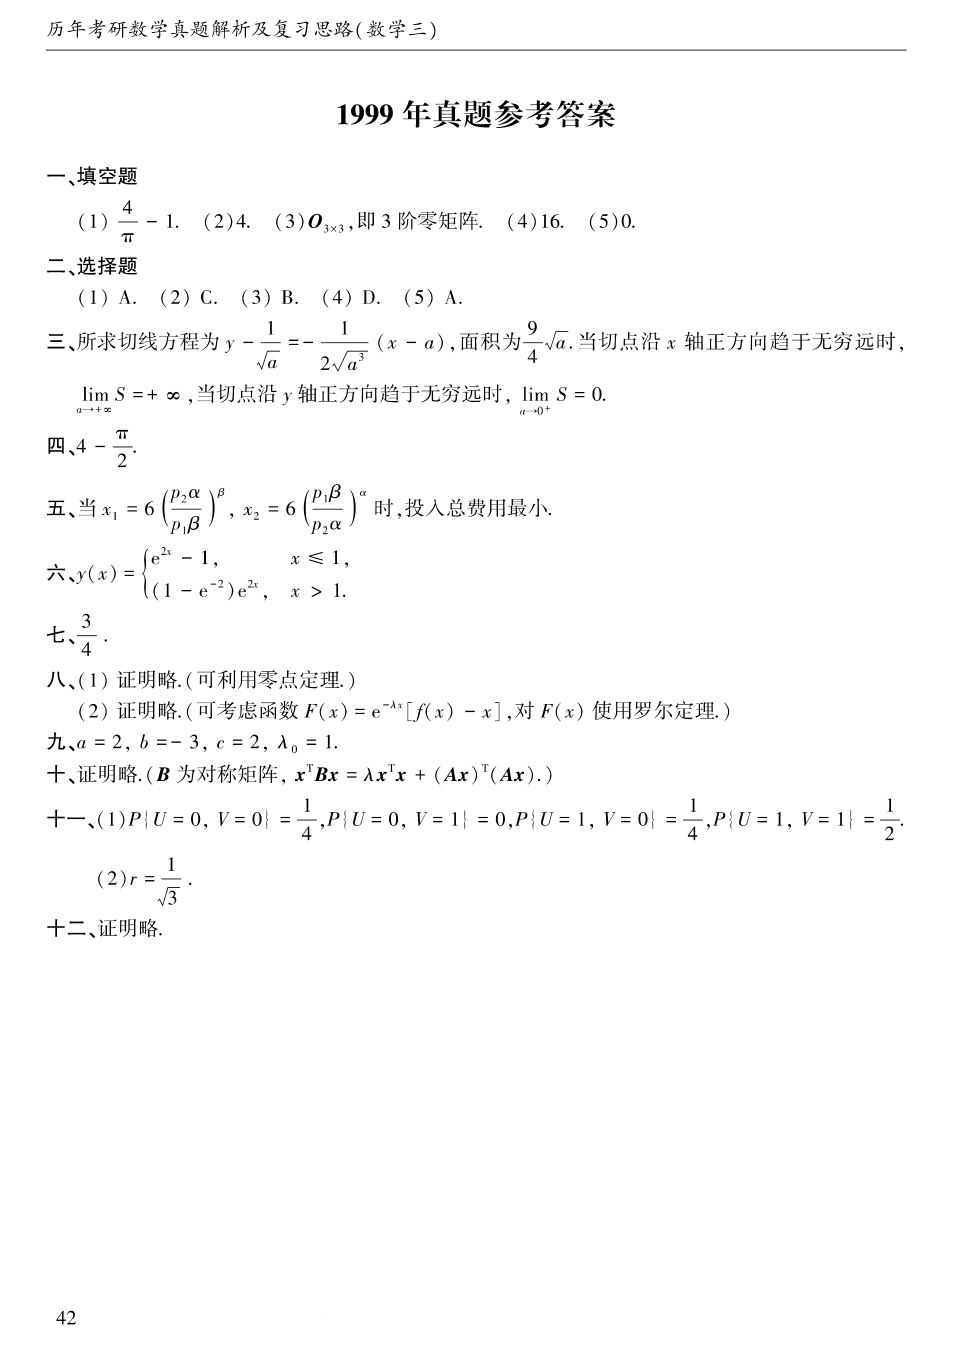 历年考研数学真题解析及复习思路(数学三)
1999 年真题参考答案
一、填空题
(1) 4/π − 1. (2)4. (3)O₃ₓ₃,即 3 阶零矩阵. (4)16. (5)0.
二、选择题
(1) A. (2) C. (3) B. (4) D. (5) A.
三、所求切线方程为 y − 1/√a = − 1/(2√a³) (x − a),面积为 9/4 √a. 当切点沿 x 轴正方向趋于无穷远时,
lim_{a→+∞} S = + ∞ ,当切点沿 y 轴正方向趋于无穷远时, lim_{a→0⁺} S = 0.
四、4 − π/2.
五、当 x₁ = 6 (p₂α/p₁β)^β, x₂ = 6 (p₁β/p₂α)^α 时,投入总费用最小.
六、y(x) = { e^{2x} − 1, x ≤ 1,
(1 − e^{−2})e^{2x}, x > 1.
七、3/4 .
八、(1) 证明略.(可利用零点定理.)
(2) 证明略.(可考虑函数 F(x) = e^{−λx}[f(x) − x],对 F(x) 使用罗尔定理.)
九、a = 2, b = − 3, c = 2, λ₀ = 1.
十、证明略.(B 为对称矩阵, xᵀBx = λxᵀx + (Ax)ᵀ(Ax).)
十一、(1)P{U = 0, V = 0} = 1/4,P{U = 0, V = 1} = 0,P{U = 1, V = 0} = 1/4,P{U = 1, V = 1} = 1/2.
(2)r = 1/√3 .
十二、证明略.
42